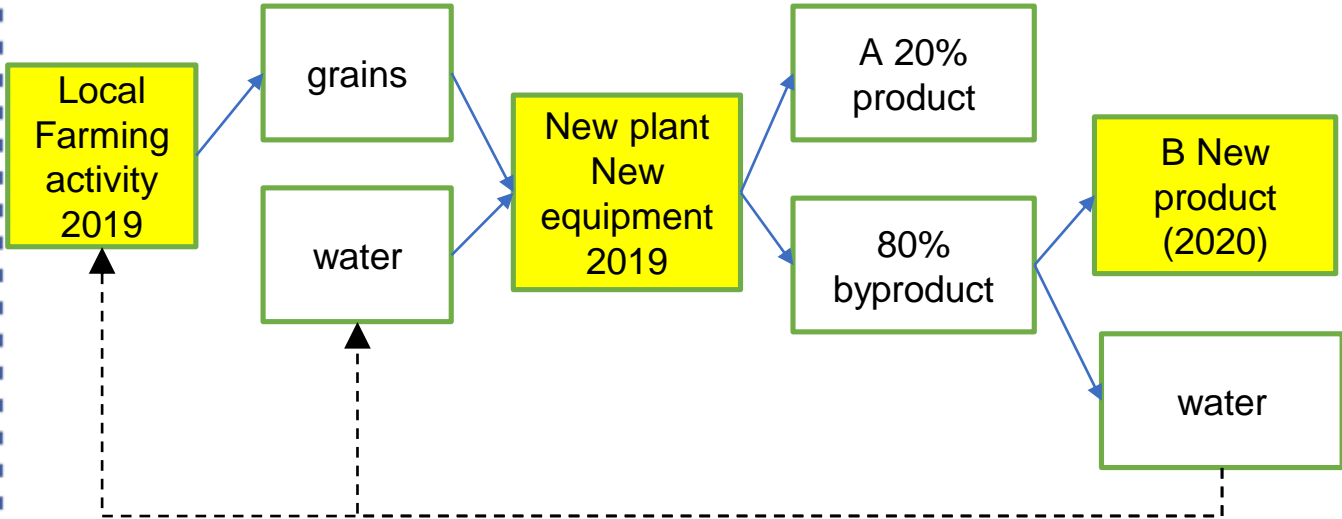 Local
Farming
activity
2019
grains
water
New plant
New
equipment
2019
A 20%
product
80%
byproduct
B New
product
(2020)
water